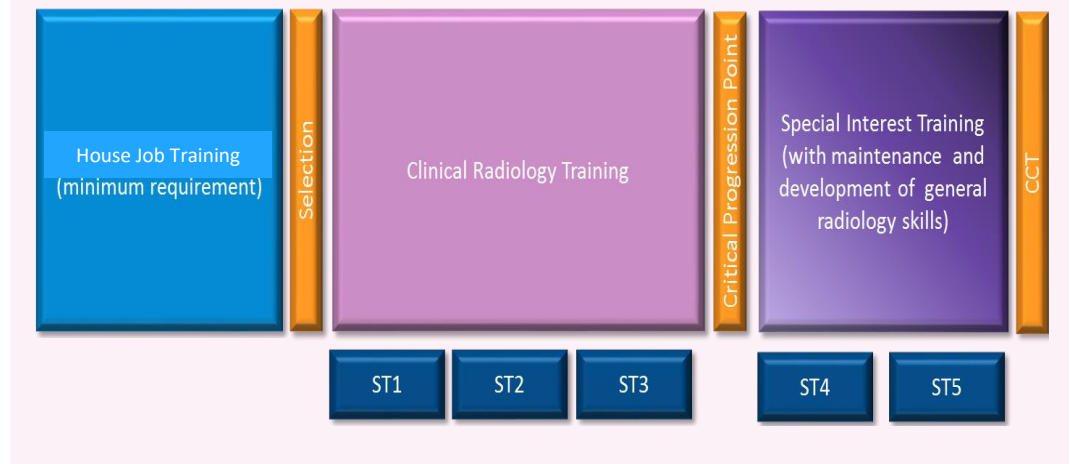 House Job Training
(minimum requirement)
Selection
Clinical Radiology Training
Critical Progression Point
Special Interest Training
(with maintenance and
development of general
radiology skills)
CCT
ST1
ST2
ST3
ST4
ST5